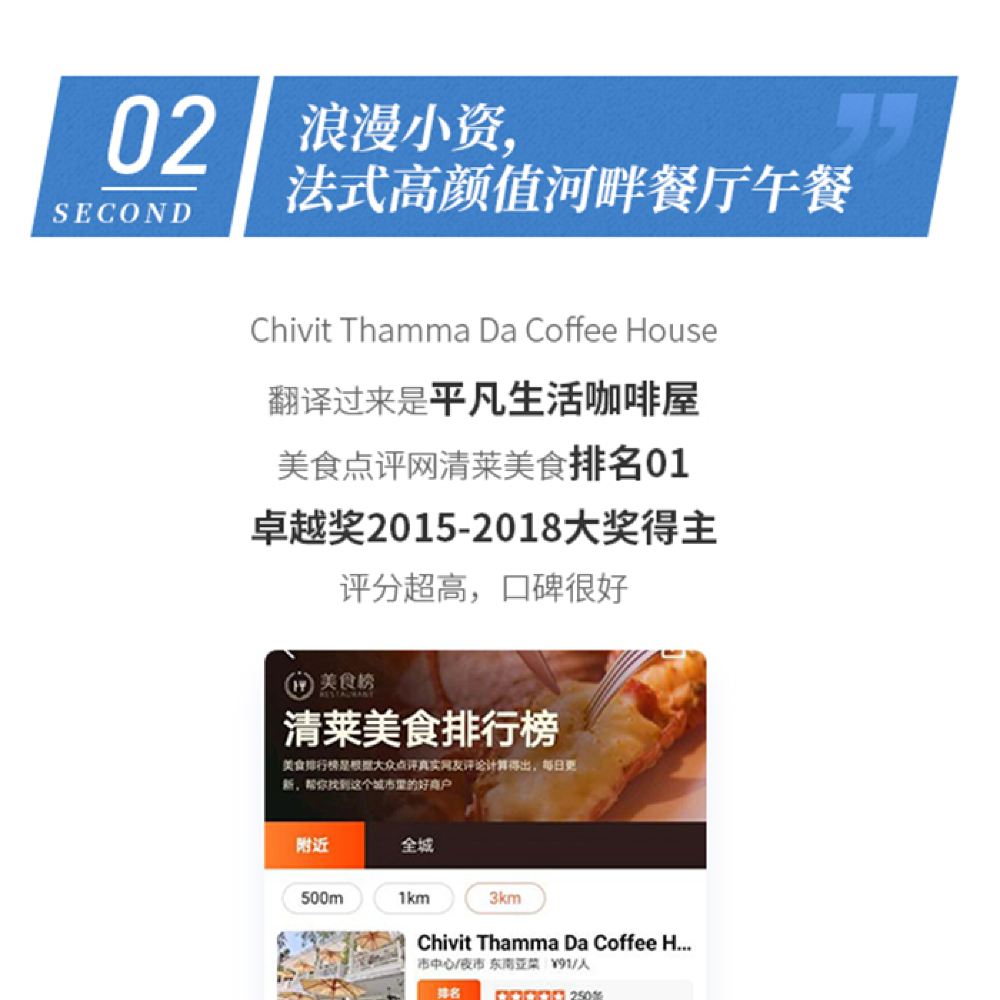 02
SECOND
浪漫小资,
法式高颜值河畔餐厅午餐
Chivit Thamma Da Coffee House
翻译过来是平凡生活咖啡屋
美食点评网清莱美食排名01
卓越奖2015-2018大奖得主
评分超高，口碑很好
美食榜
RESTAURANT
清莱美食排行榜
美食排行榜是根据大众点评真实网友评论计算得出，每日更
新，帮你找到这个城市里的好商户
附近 全城
500m 1km 3km
Chivit Thamma Da Coffee H...
市中心/夜市 东南亚菜 ¥91/人
排名 250条